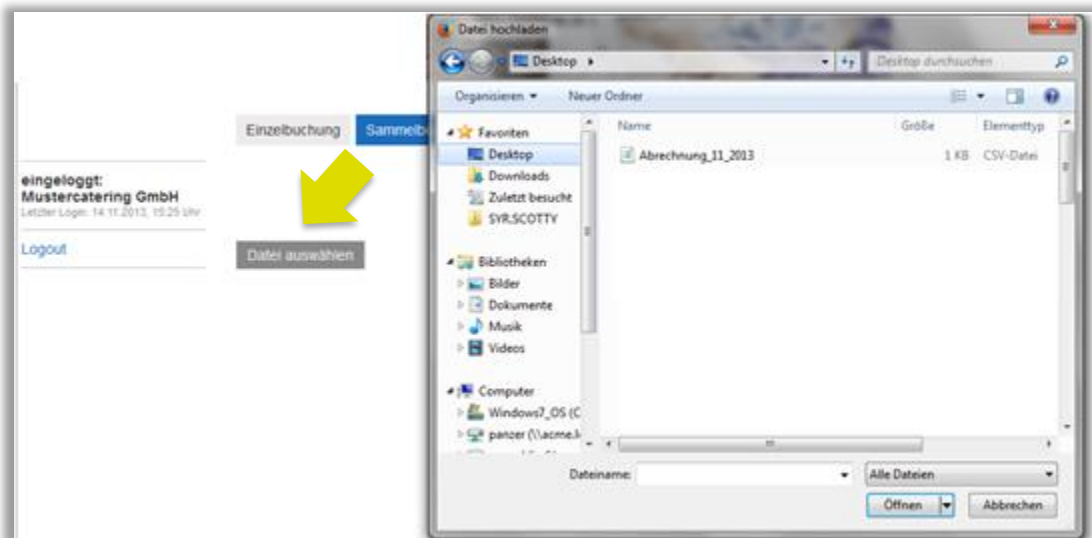 Datei hochladen
Desktop
Desktop durchsuchen
Organisieren
Neuer Ordner
Einzelbuchung
Name
Größe
Elementtyp
Favoriten
Desktop
Abrechnung_11_2013
1 KB
CSV-Datei
Downloads
Zuletzt besucht
SYR.SCOTTY
eingeloggt:
Mustercatering GmbH
Letzter Login: 14.11.2013, 15:25 Uhr
Logout
Datei auswählen
Bibliotheken
Bilder
Dokumente
Musik
Videos
Computer
Windows7_OS (C
panzer (\\acme.l
Dateiname:
Alle Dateien
Öffnen
Abbrechen